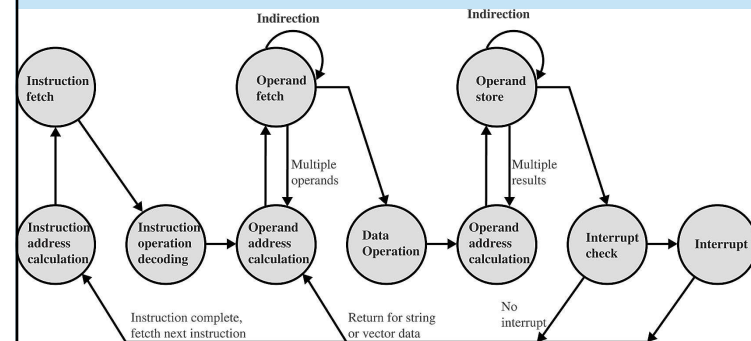 Indirection
Indirection
Instruction
fetch
Operand
fetch
Operand
store
Multiple
operands
Multiple
results
Instruction
address
calculation
Instruction
operation
decoding
Operand
address
calculation
Data
Operation
Operand
address
calculation
Interrupt
check
Interrupt
Instruction complete,
fetcth next instruction
Return for string
or vector data
No
interrupt